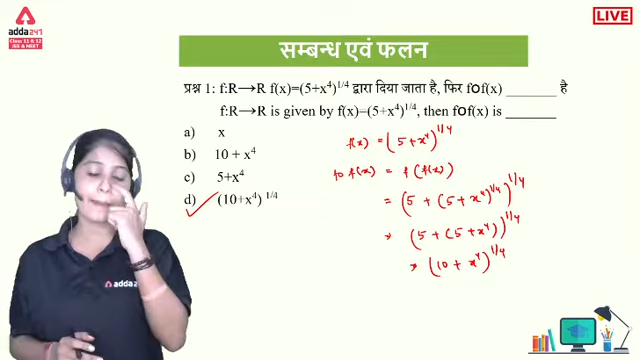 adda247
Class 11 & 12
JEE & NEET
LIVE
सम्बन्ध एवं फलन
प्रश्न 1: f:R⟶R f(x)=(5+x⁴)¹/⁴ द्वारा दिया जाता है, फिर fOf(x) _______ है
f:R⟶R is given by f(x)=(5+x⁴)¹/⁴, then fOf(x) is _______
a) x
b) 10 + x⁴
c) 5+x⁴
d) (10+x⁴) ¹/⁴
f(x) = (5+x⁴)¹/⁴
fo f(x) = f(f(x))
= (5 + (5+x⁴)¹/⁴)¹/⁴
(5 + (5+x⁴))¹/⁴
(10 + x⁴)¹/⁴
adda247